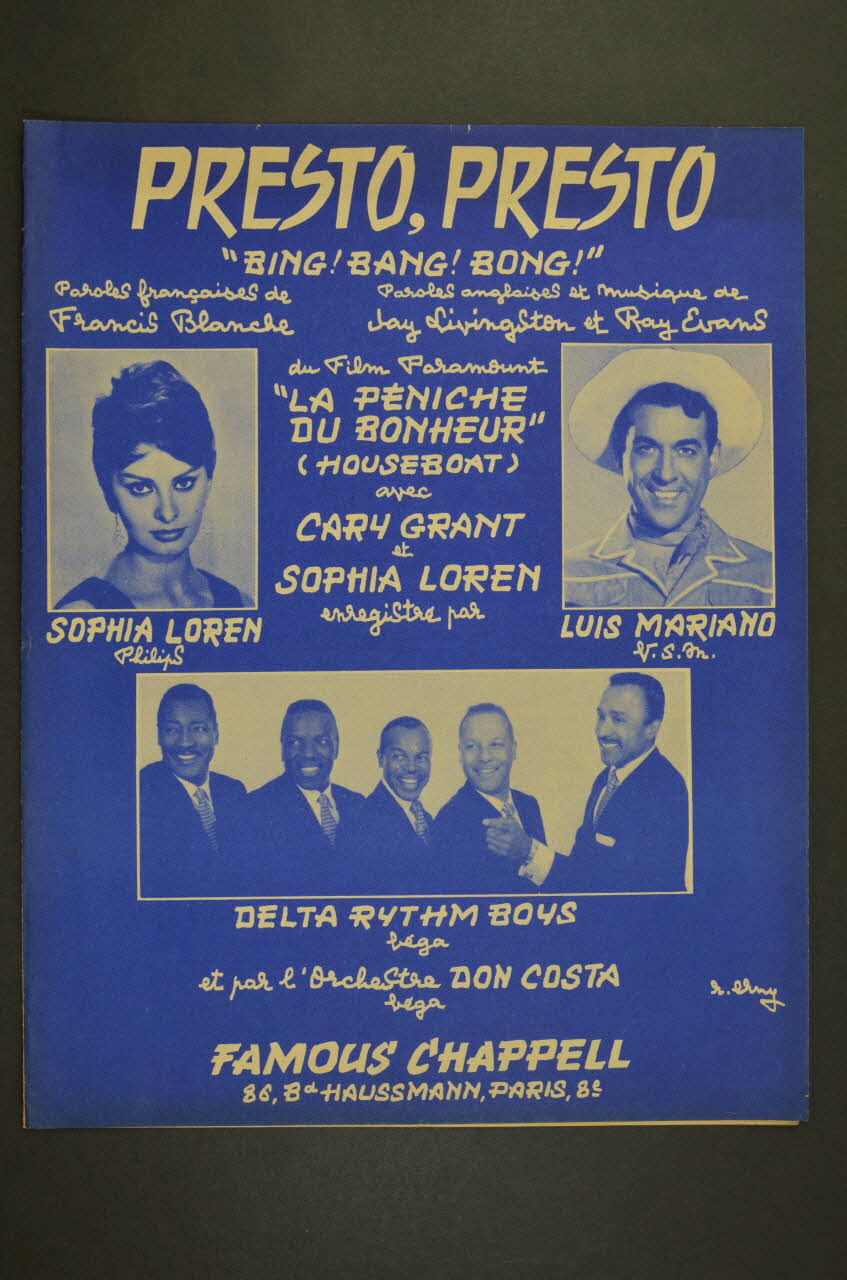 PRESTO, PRESTO
"BING! BANG! BONG!"
Paroles françaises de
Francis Blanche
Paroles anglaises et musique de
Jay Livingston et Ray Evans
du Film Paramount
"LA PÉNICHE
DU BONHEUR"
(HOUSEBOAT)
avec
CARY GRANT
et
SOPHIA LOREN
enregistré par
SOPHIA LOREN
Philips
LUIS MARIANO
V.S.M.
DELTA RYTHM BOYS
Véga
et par l'Orchestre DON COSTA
Véga
FAMOUS CHAPPELL
86, Bd HAUSSMANN, PARIS, 8e